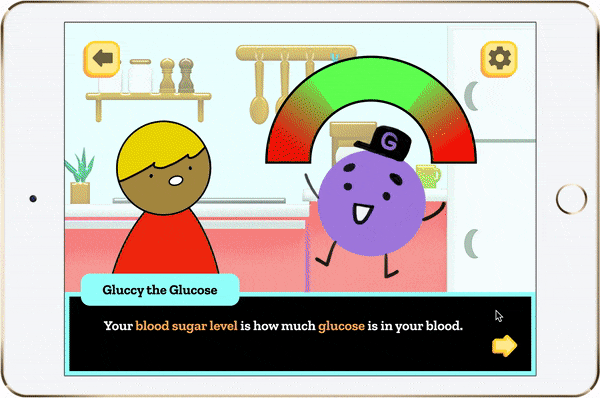 G
Gluccy the Glucose
Your blood sugar level is how much glucose is in your blood.